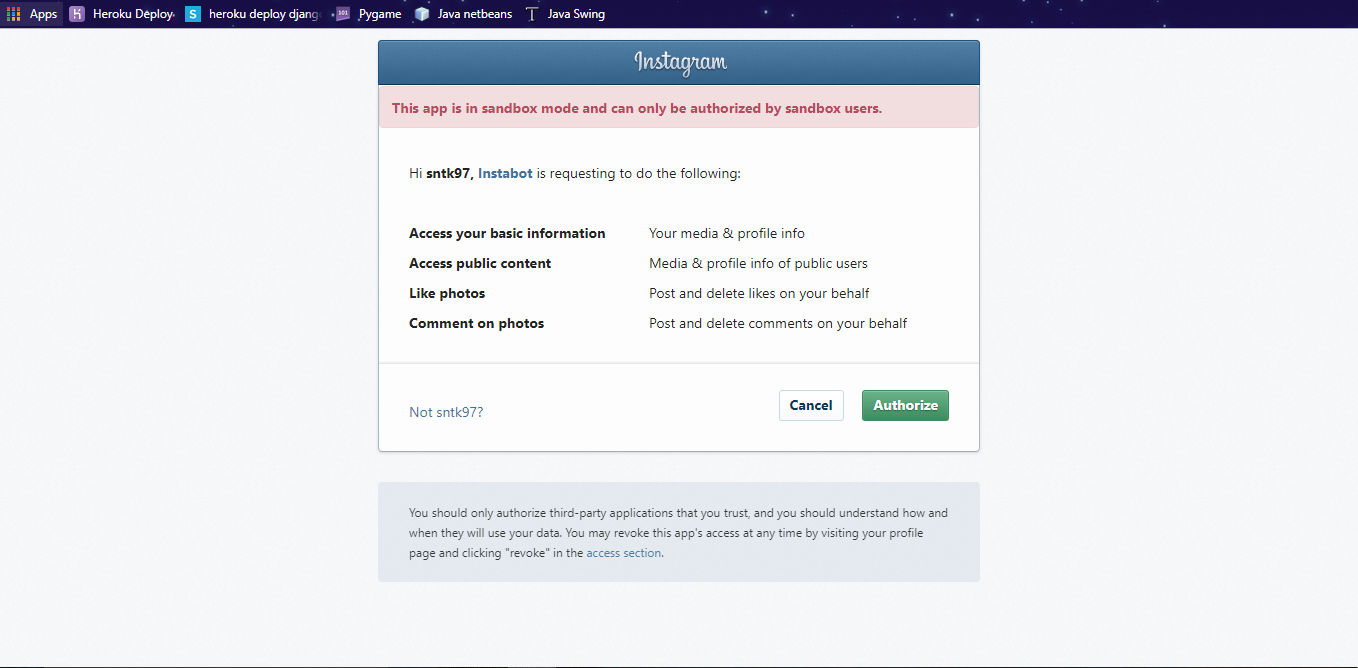 Apps Heroku Deploy heroku deploy djang Pygame Java netbeans Java Swing
Instagram
This app is in sandbox mode and can only be authorized by sandbox users.
Hi sntk97, Instabot is requesting to do the following:
Access your basic information Your media & profile info
Access public content Media & profile info of public users
Like photos Post and delete likes on your behalf
Comment on photos Post and delete comments on your behalf
Not sntk97? Cancel Authorize
You should only authorize third-party applications that you trust, and you should understand how and
when they will use your data. You may revoke this app's access at any time by visiting your profile
page and clicking "revoke" in the access section.